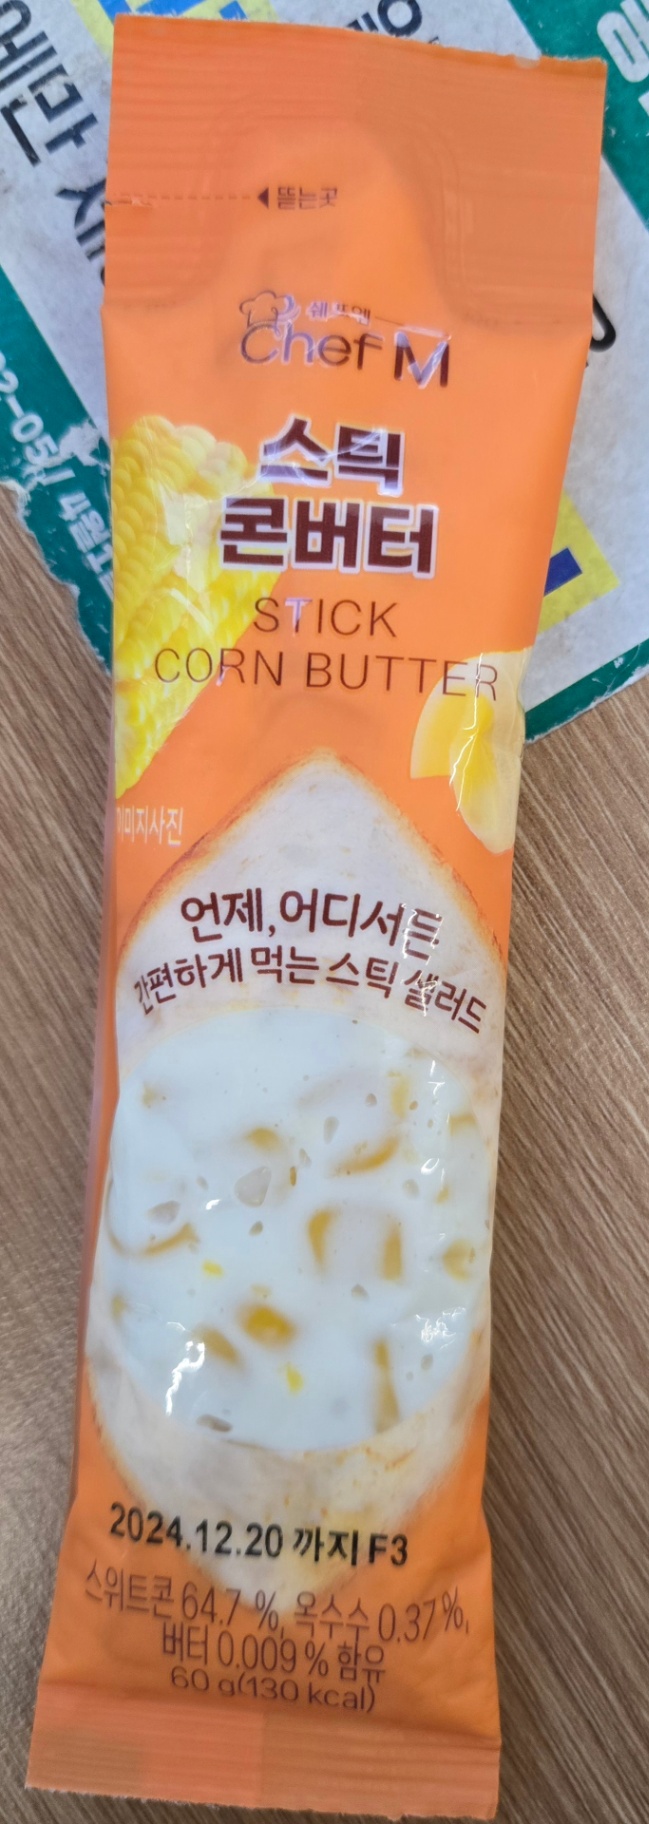 뜯는곳
쉐프엠
Chef M
스틱
콘버터
STICK
CORN BUTTER
이미지사진
언제, 어디서든
간편하게 먹는 스틱 샐러드
2024.12.20 까지 F3
스위트콘 64.7 %, 옥수수 0.37 %,
버터 0.009 % 함유
60 g(130 kcal)